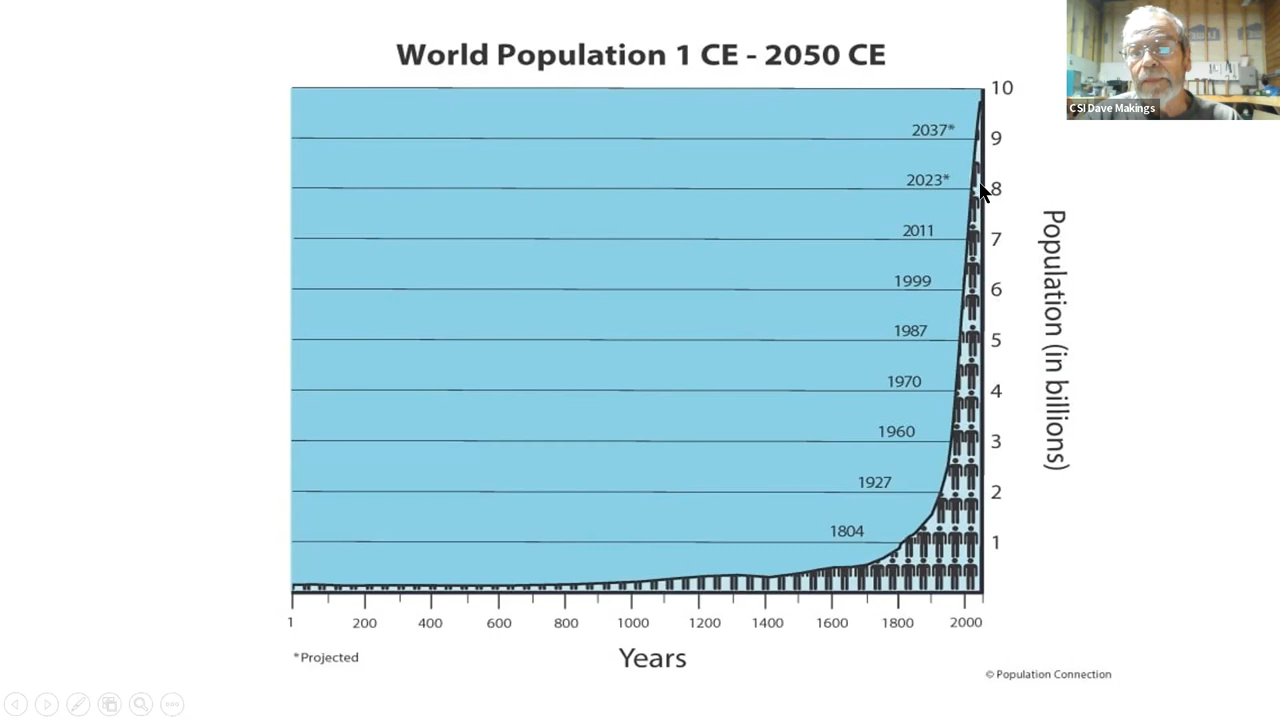 World Population 1 CE - 2050 CE
CSI Dave Makings
10
2037*
9
2023*
8
2011
7
1999
6
1987
5
1970
4
1960
3
1927
2
1804
1
Population (in billions)
1 200 400 600 800 1000 1200 1400 1600 1800 2000
Years
*Projected
© Population Connection